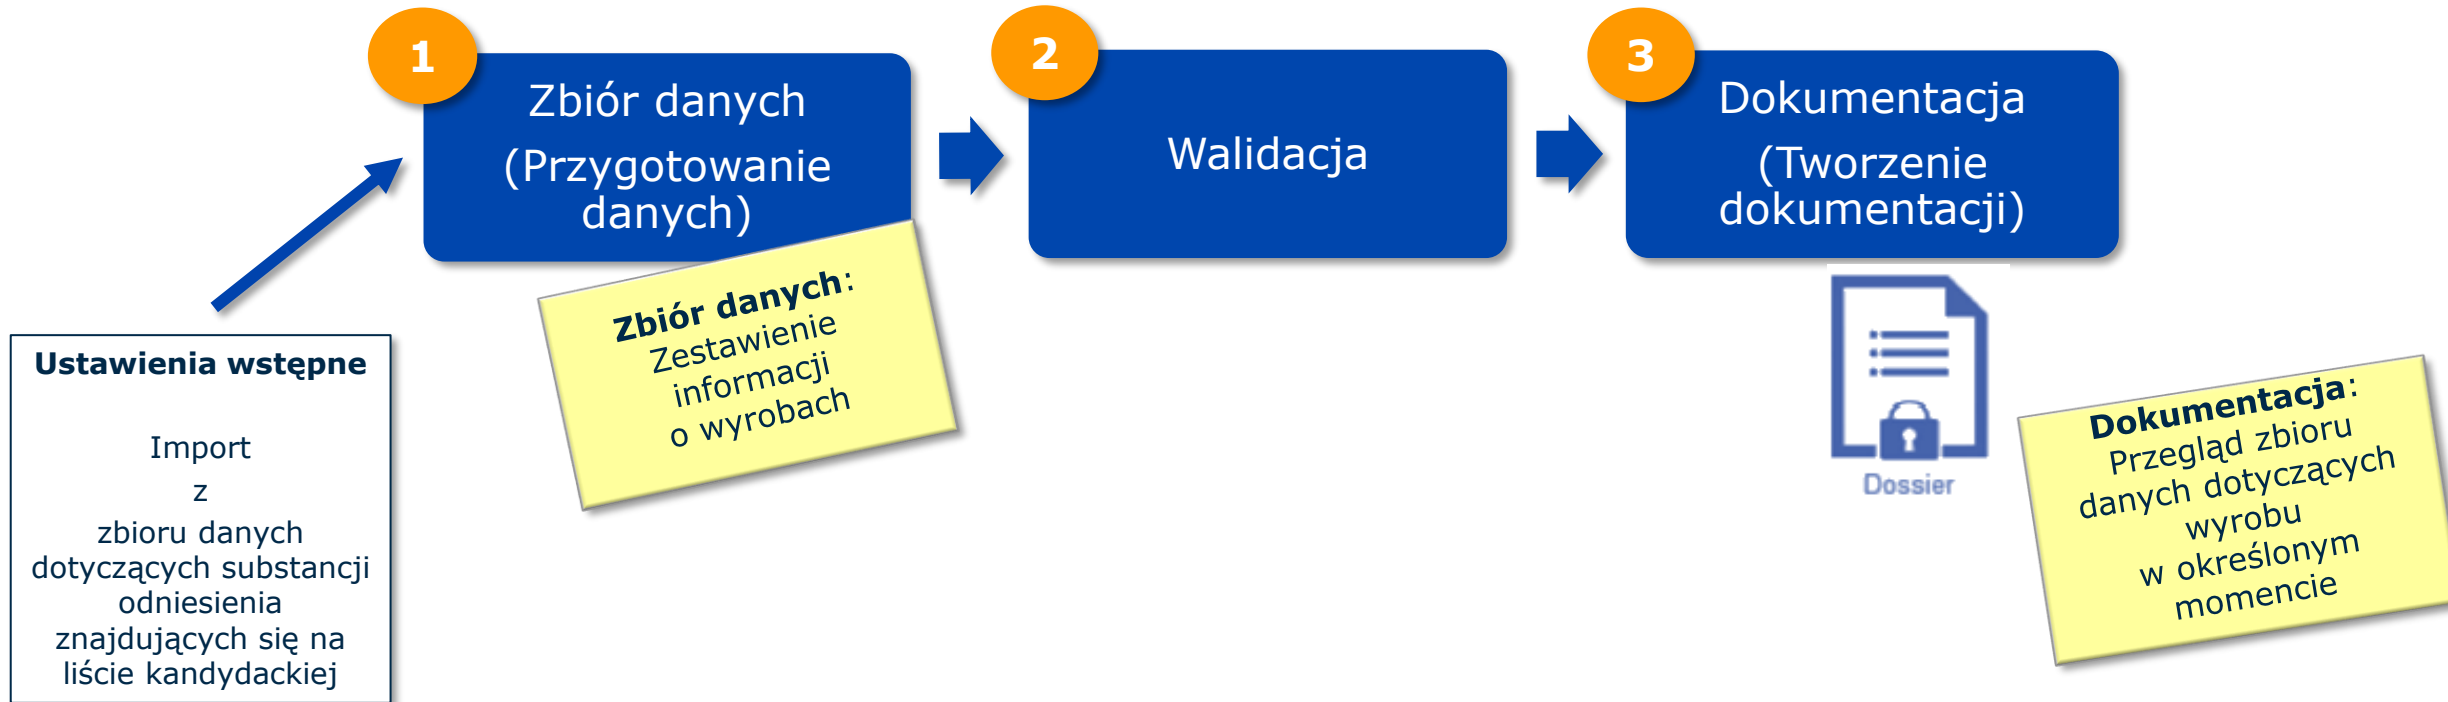 1
Zbiór danych
(Przygotowanie
danych)
2
Walidacja
3
Dokumentacja
(Tworzenie
dokumentacji)
Zbiór danych:
Zestawienie
informacji
o wyrobach
Ustawienia wstępne
Import
z
zbioru danych
dotyczących substancji
odniesienia
znajdujących się na
liście kandydackiej
Dossier
Dokumentacja:
Przegląd zbioru
danych dotyczących
wyrobu
w określonym
momencie